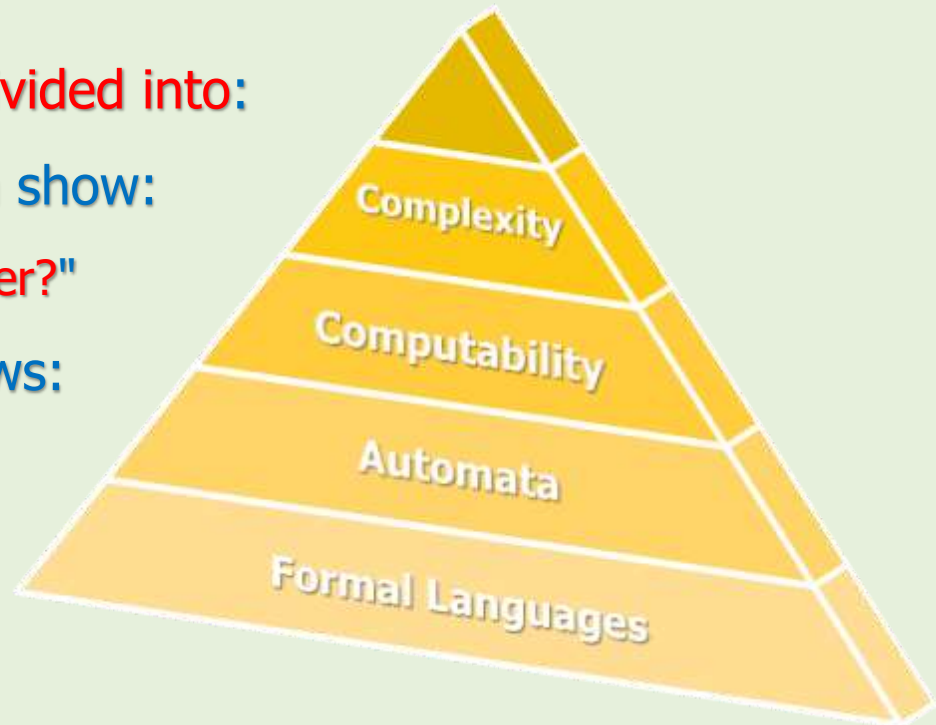 vided into:
show:
er?"
ws:
Complexity
Computability
Automata
Formal Languages